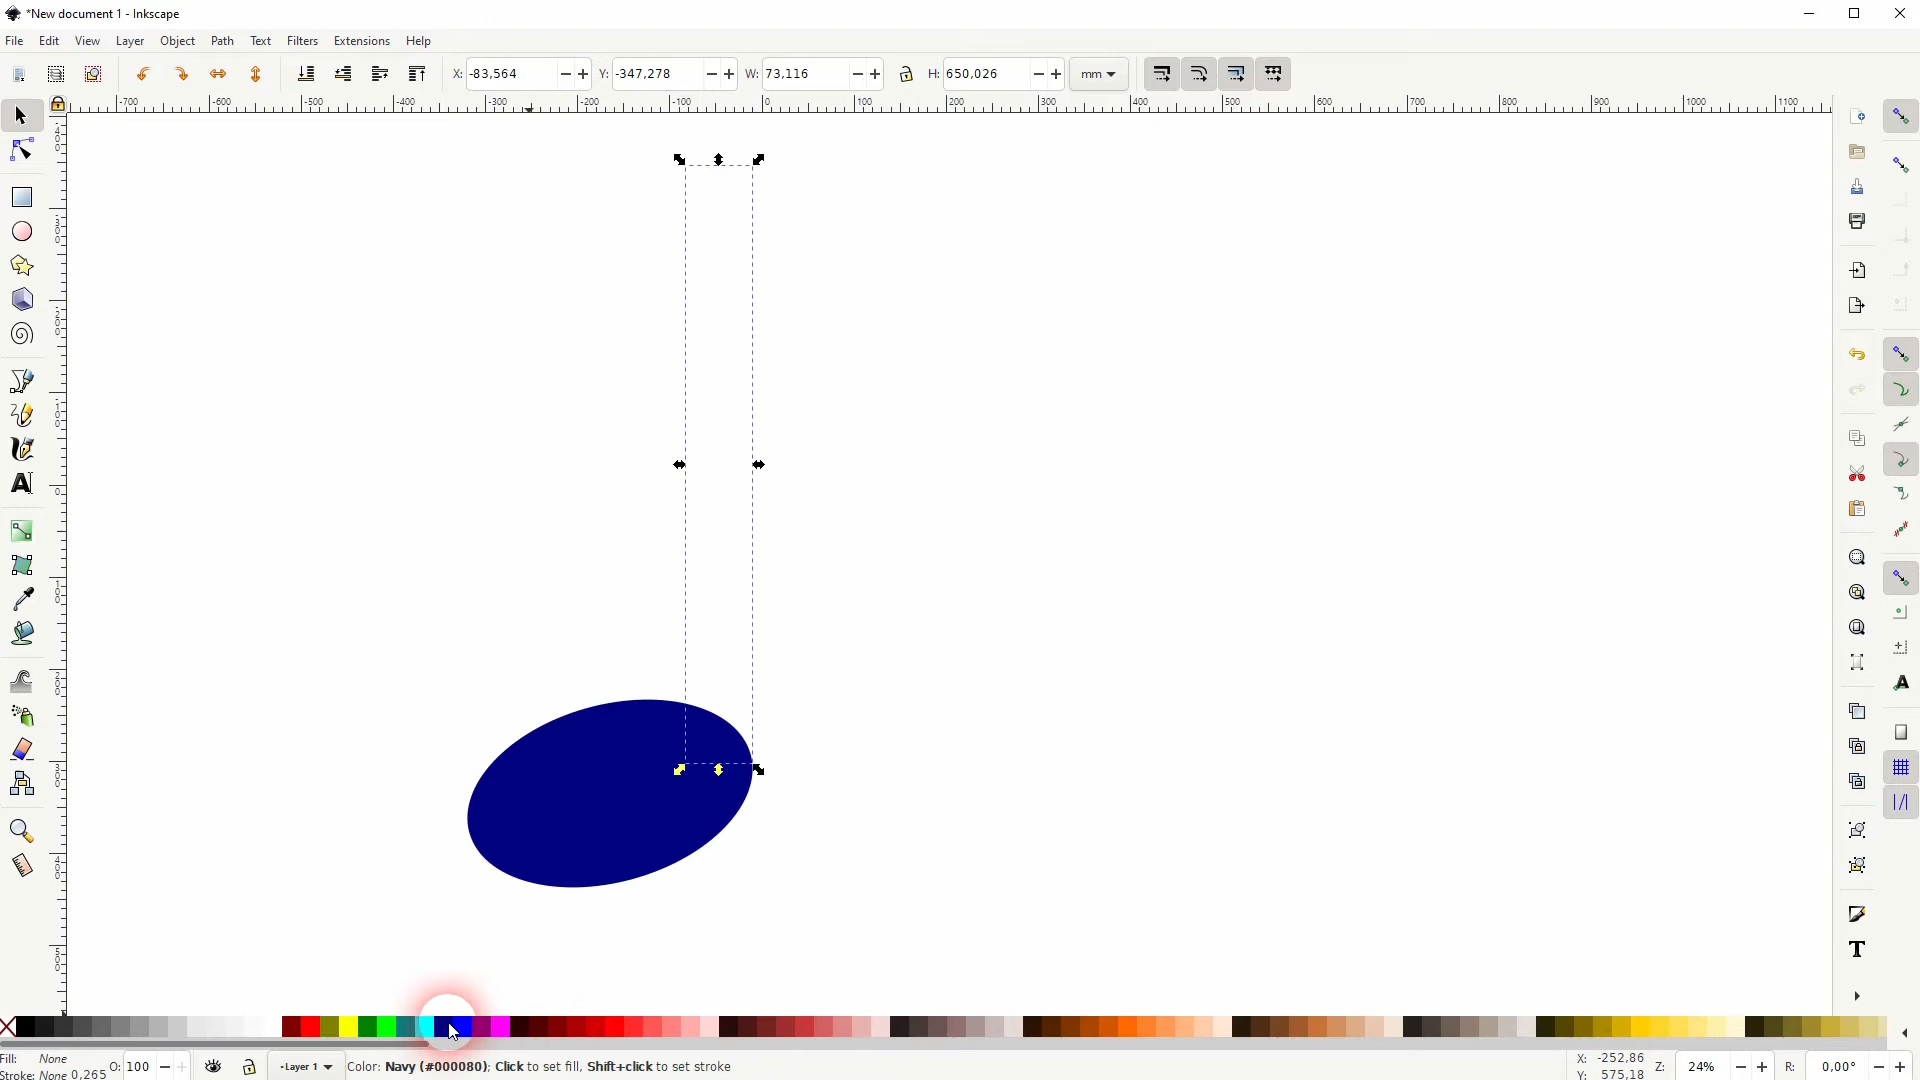 *New document 1 - Inkscape
File Edit View Layer Object Path Text Filters Extensions Help
X: -83,564 Y: -347,278 W: 73,116 H: 650,026 mm
-700 -600 -500 -400 -300 -200 -100 0 100 200 300 400 500 600 700 800 900 1000 1100
Fill: None
Stroke: None 0,265 O: 100 -Layer 1 Color: Navy (#000080); Click to set fill, Shift+click to set stroke
X: -252,86
Y: 575,18
Z: 24% R: 0,00°